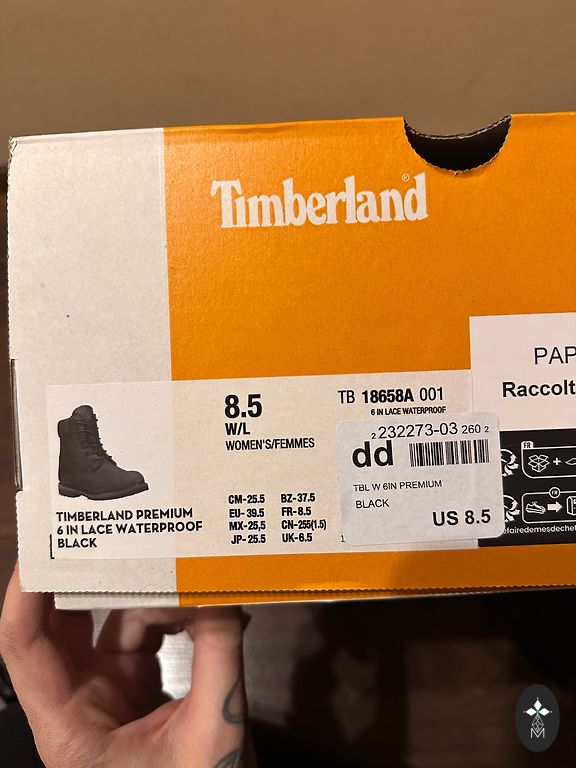 Timberland®
PAP
Raccolt
8.5
W/L
WOMEN'S/FEMMES
TB 18658A 001
6 IN LACE WATERPROOF
2 232273-03 260 2
dd
TBL W 6IN PREMIUM
BLACK
US 8.5
TIMBERLAND PREMIUM
6 IN LACE WATERPROOF
BLACK
CM-25.5 BZ-37.5
EU-39.5 FR-8.5
MX-25,5 CN-255(1.5)
JP-25.5 UK-6.5
1
FR
efairedemesdechet
M